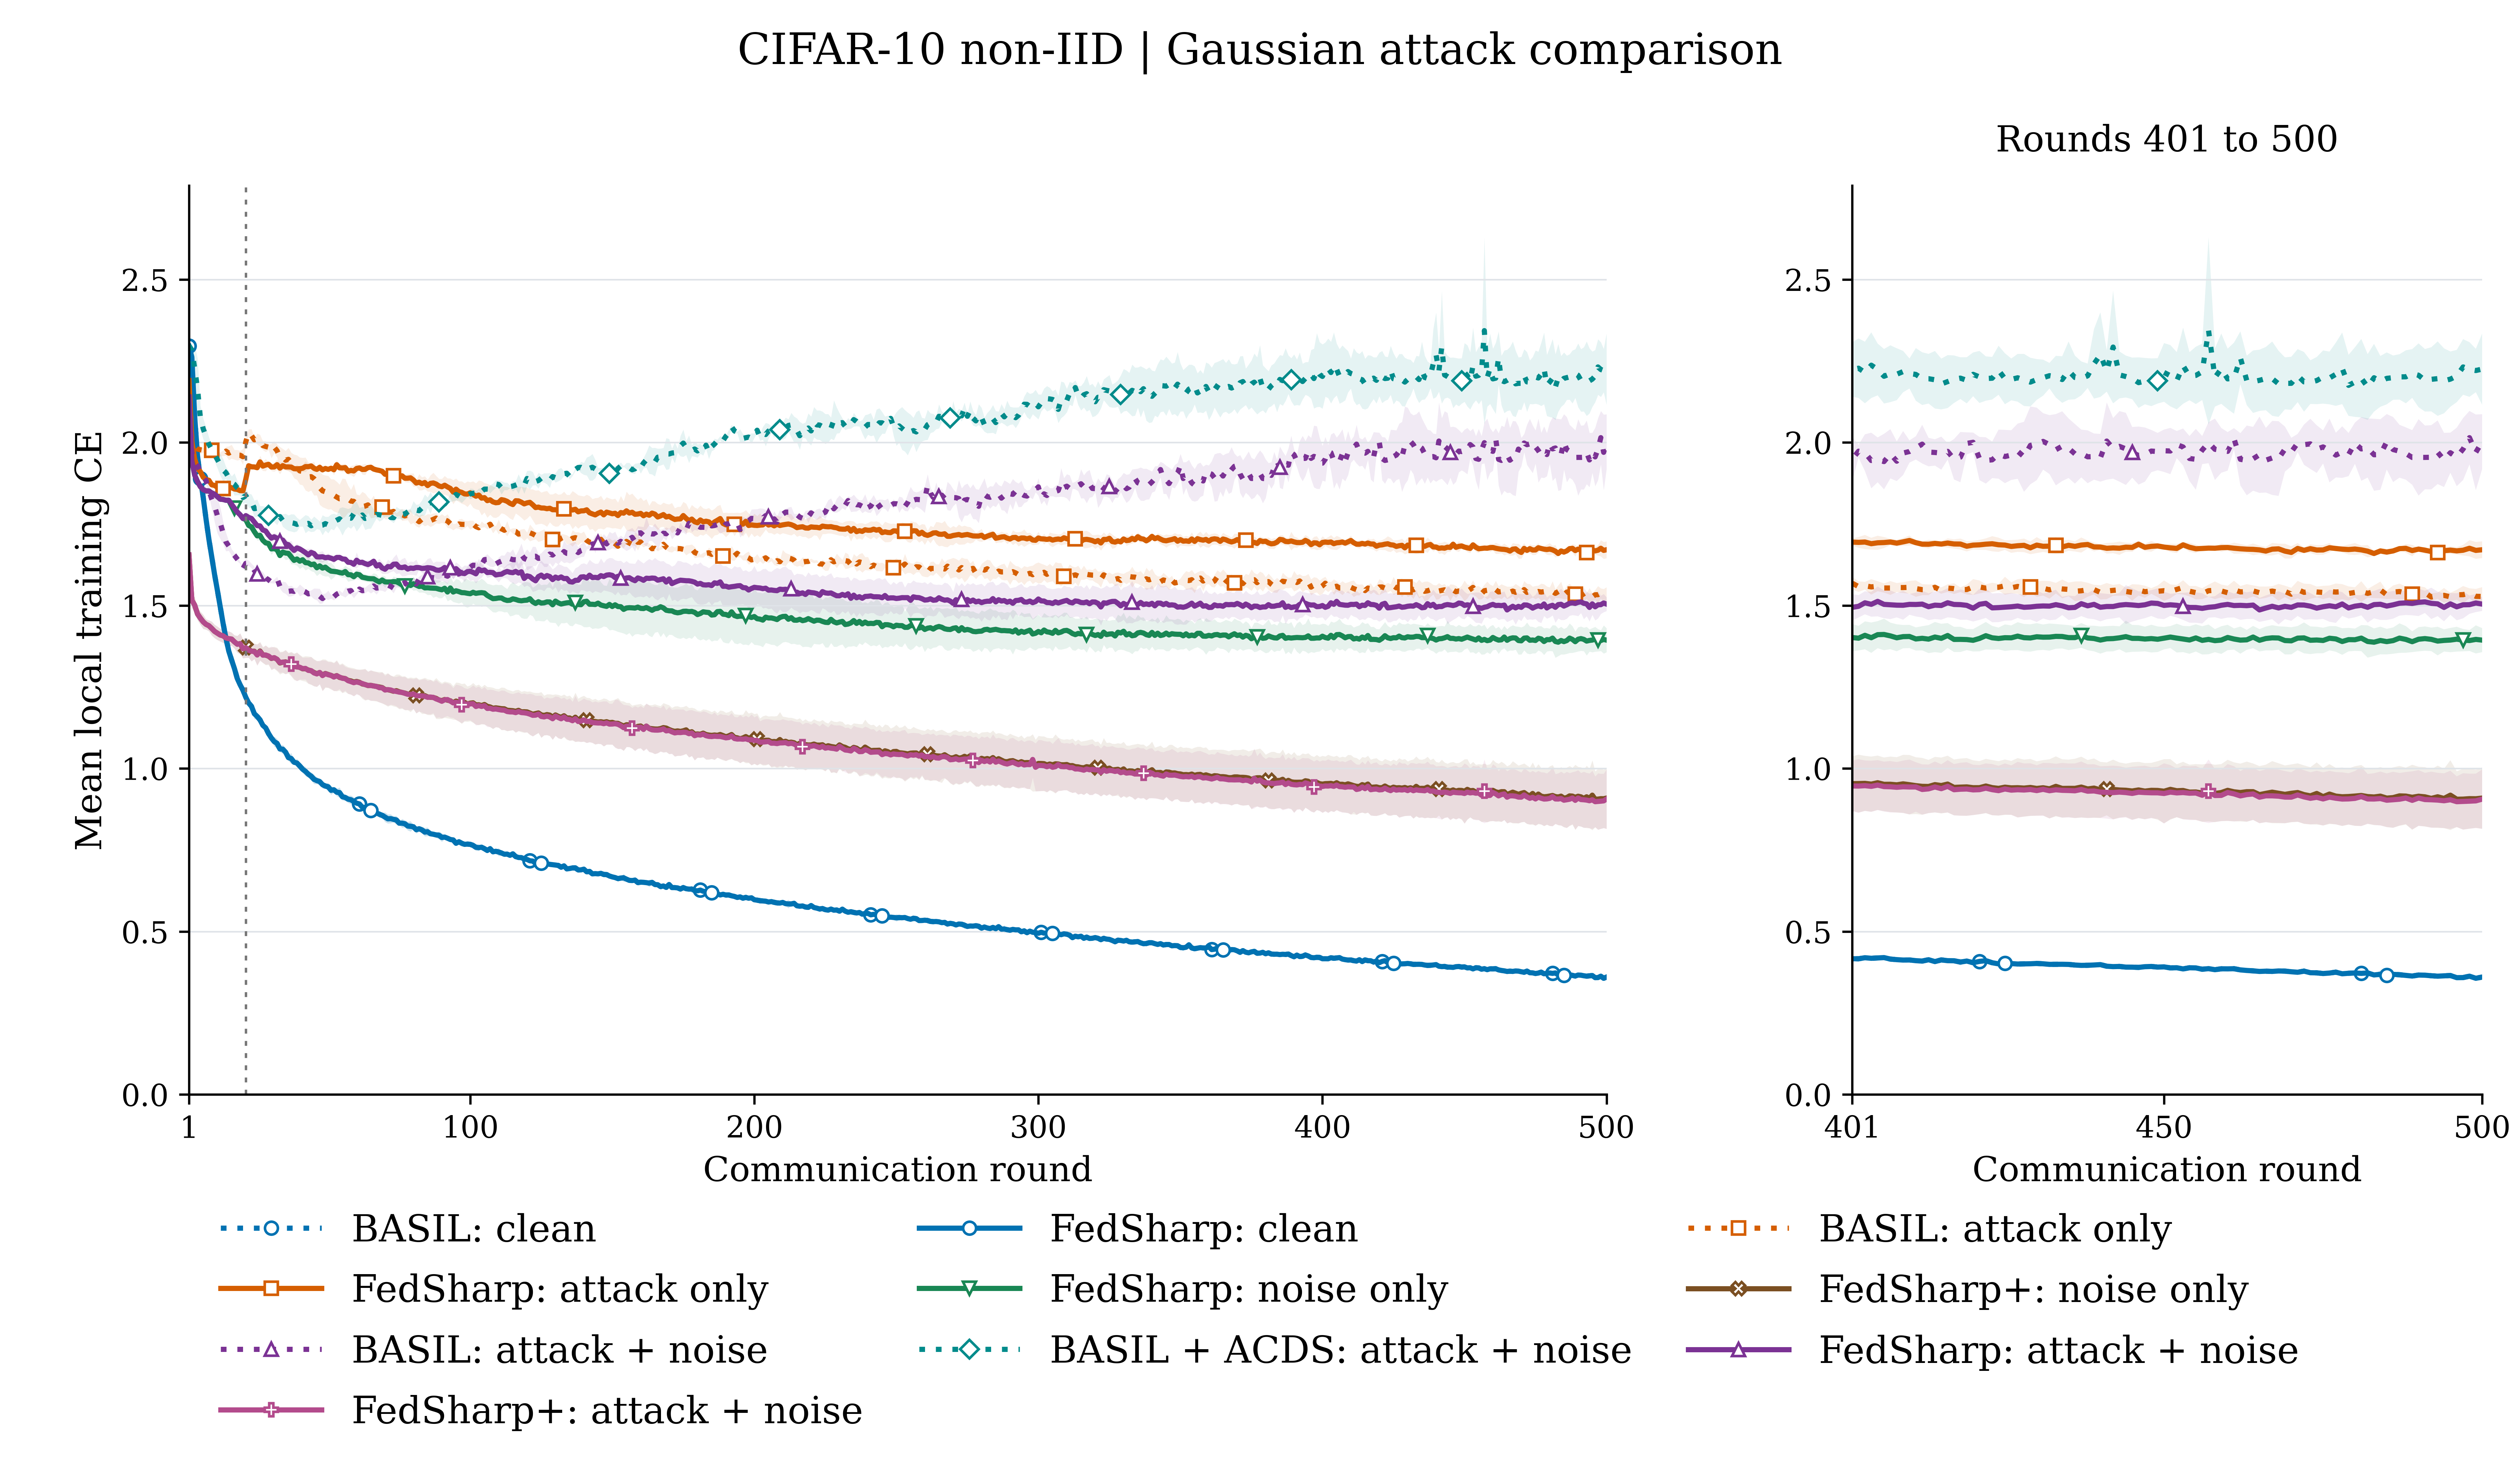 CIFAR-10 non-IID | Gaussian attack comparison
Rounds 401 to 500
Mean local training CE
2.5
2.0
1.5
1.0
0.5
0.0
1
100
200
300
400
500
Communication round
2.5
2.0
1.5
1.0
0.5
0.0
401
450
500
Communication round
BASIL: clean
FedSharp: clean
BASIL: attack only
FedSharp: attack only
FedSharp: noise only
FedSharp+: noise only
BASIL: attack + noise
BASIL + ACDS: attack + noise
FedSharp: attack + noise
FedSharp+: attack + noise